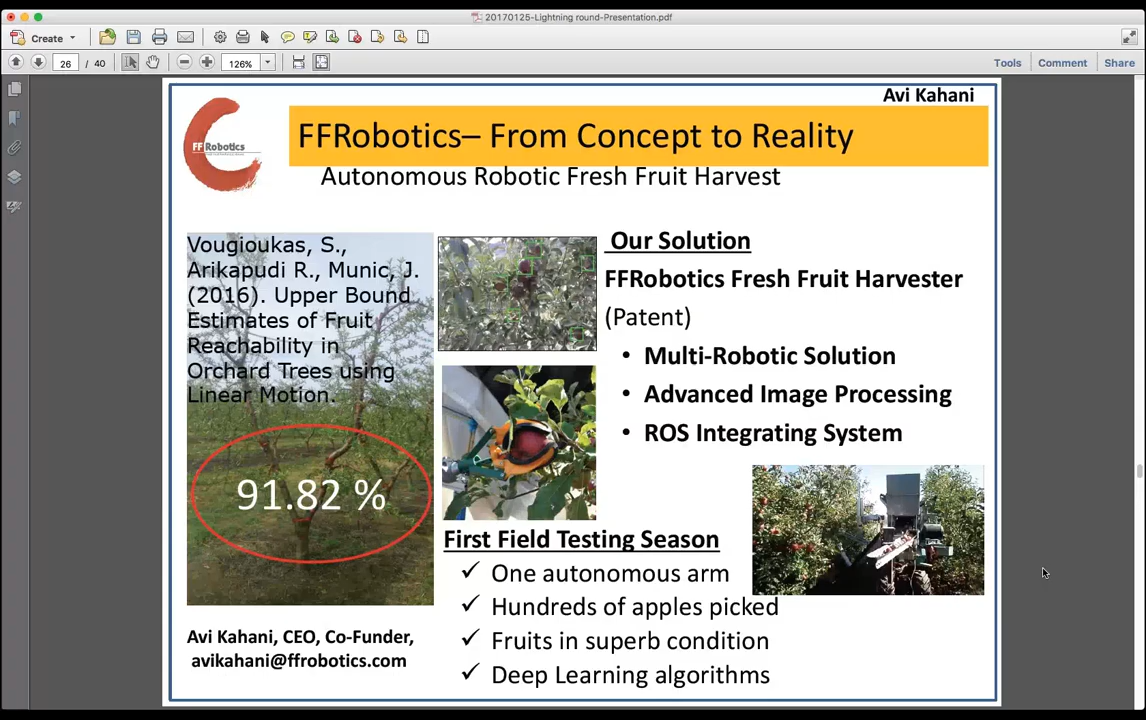 20170125-Lightning round-Presentation.pdf
Create
26 / 40
126%
Tools Comment Share
Avi Kahani
FFRobotics
FFRobotics– From Concept to Reality
Autonomous Robotic Fresh Fruit Harvest
Vougioukas, S.,
Arikapudi R., Munic, J.
(2016). Upper Bound
Estimates of Fruit
Reachability in
Orchard Trees using
Linear Motion.
91.82 %
Avi Kahani, CEO, Co-Funder,
avikahani@ffrobotics.com
Our Solution
FFRobotics Fresh Fruit Harvester
(Patent)
• Multi-Robotic Solution
• Advanced Image Processing
• ROS Integrating System
First Field Testing Season
✓ One autonomous arm
✓ Hundreds of apples picked
✓ Fruits in superb condition
✓ Deep Learning algorithms